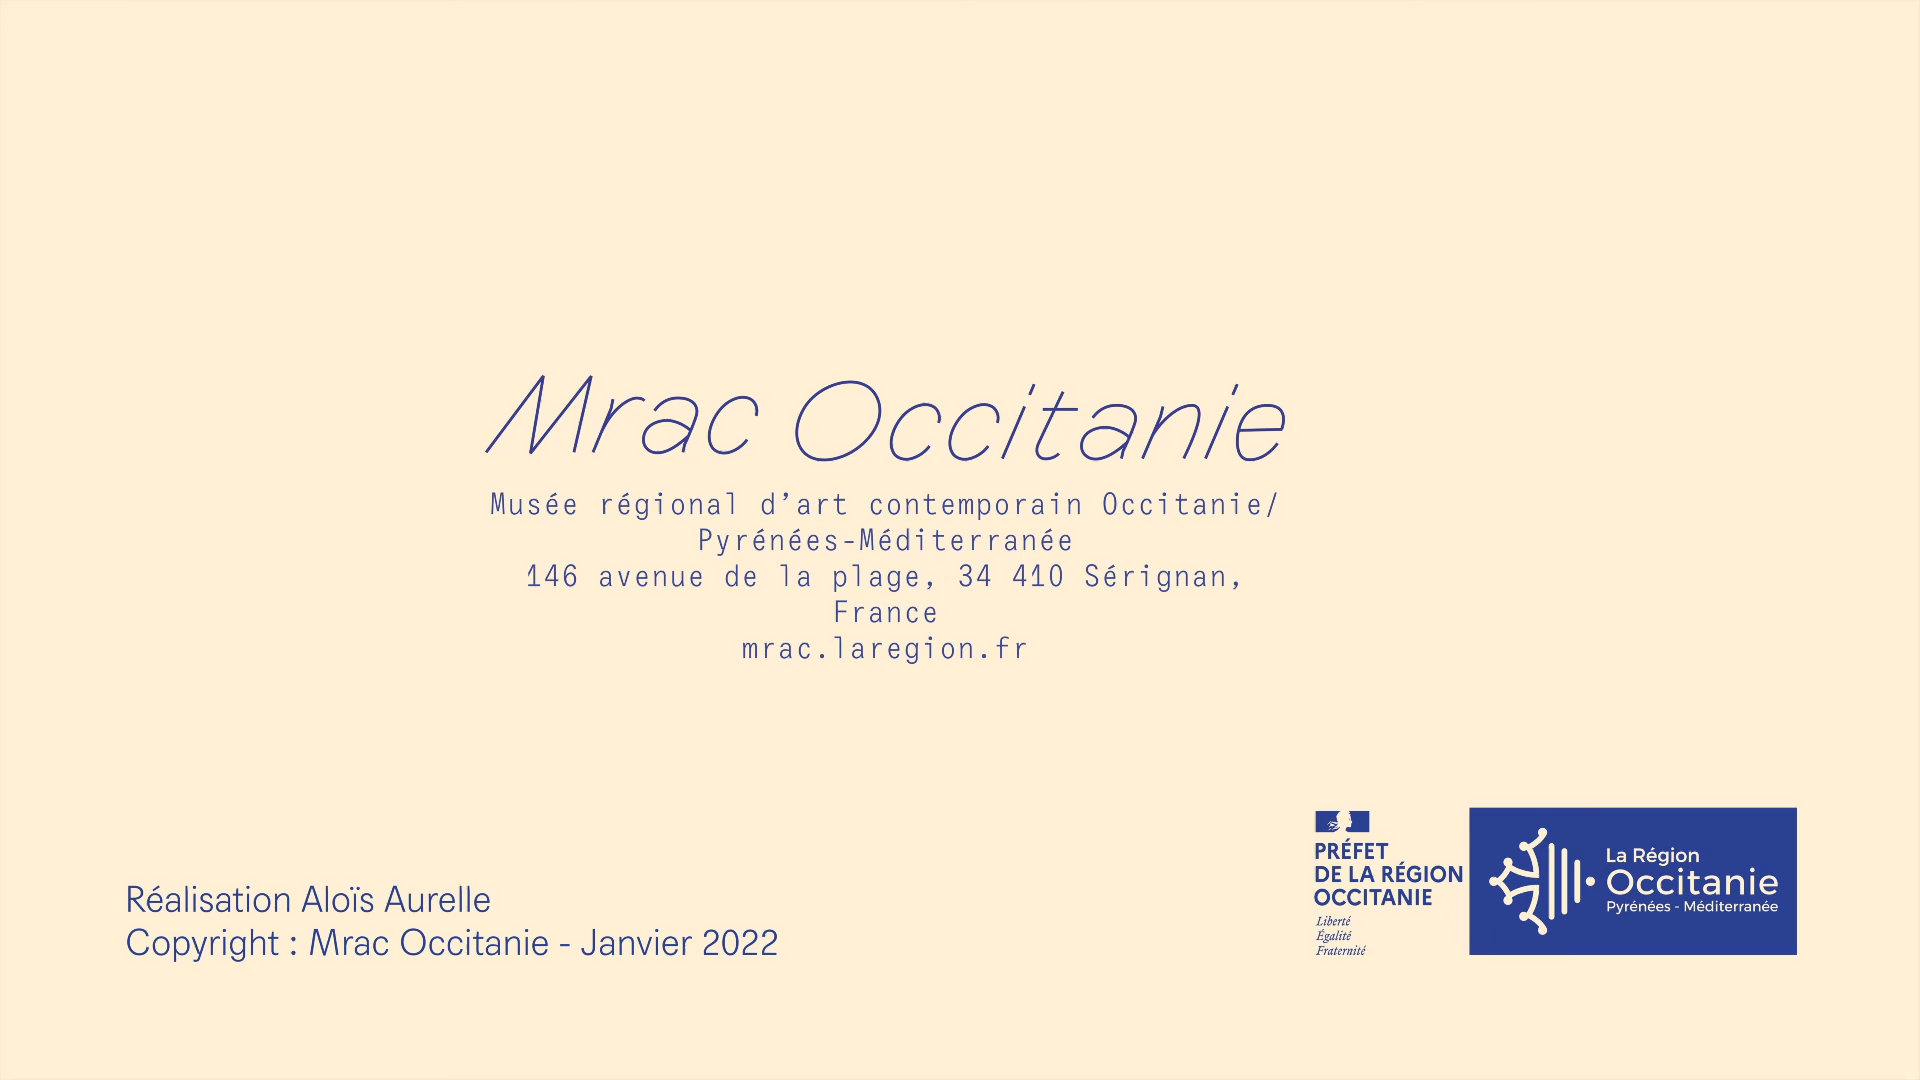 Mrac Occitanie
Musée régional d’art contemporain Occitanie/
Pyrénées-Méditerranée
146 avenue de la plage, 34 410 Sérignan,
France
mrac.laregion.fr
Réalisation Aloïs Aurelle
Copyright : Mrac Occitanie - Janvier 2022
PRÉFET
DE LA RÉGION
OCCITANIE
Liberté
Égalité
Fraternité
La Région
Occitanie
Pyrénées - Méditerranée